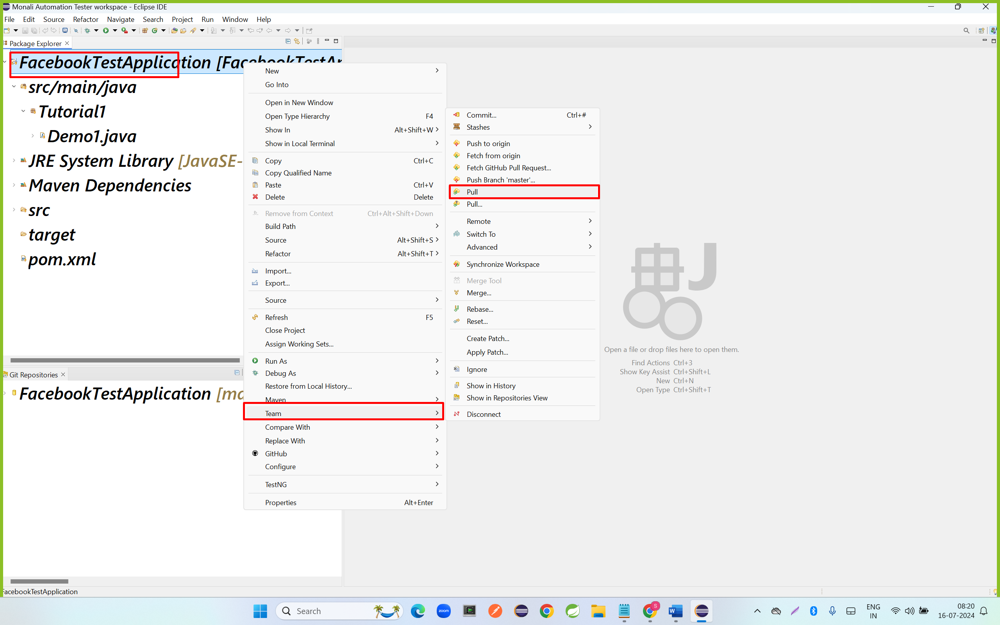 Monali Automation Tester workspace - Eclipse IDE
File Edit Source Refactor Navigate Search Project Run Window Help
Package Explorer
FacebookTestApplication [FacebookTestAp
src/main/java
Tutorial1
Demo1.java
JRE System Library [JavaSE-
Maven Dependencies
src
target
pom.xml
Git Repositories
FacebookTestApplication [ma
New
Go Into
Open in New Window
Open Type Hierarchy F4
Show In Alt+Shift+W
Show in Local Terminal
Copy Ctrl+C
Copy Qualified Name
Paste Ctrl+V
Delete Delete
Remove from Context Ctrl+Alt+Shift+Down
Build Path
Source Alt+Shift+S
Refactor Alt+Shift+T
Import...
Export...
Source
Refresh F5
Close Project
Assign Working Sets...
Run As
Debug As
Restore from Local History...
Maven
Team
Compare With
Replace With
GitHub
Configure
TestNG
Properties Alt+Enter
Commit... Ctrl+#
Stashes
Push to origin
Fetch from origin
Fetch GitHub Pull Request...
Push Branch 'master'...
Pull
Pull...
Remote
Switch To
Advanced
Synchronize Workspace
Merge Tool
Merge...
Rebase...
Reset...
Create Patch...
Apply Patch...
Ignore
Show in History
Show in Repositories View
Disconnect
Open a file or drop files here to open them.
Find Actions Ctrl+3
Show Key Assist Ctrl+Shift+L
New Ctrl+N
Open Type Ctrl+Shift+T
FacebookTestApplication
Search
zoom
S
W
ENG
IN
08:20
16-07-2024